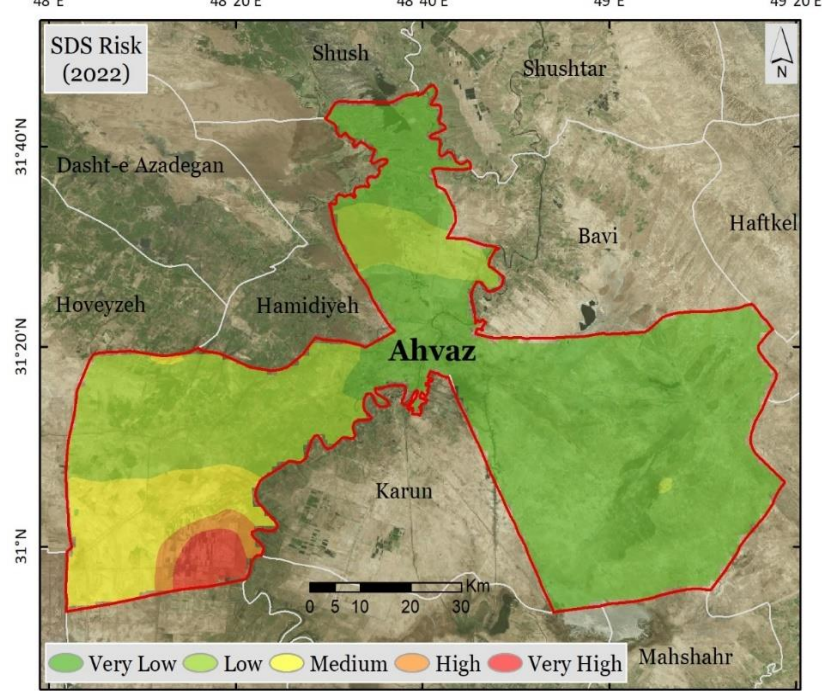 48°E 48°20'E 48°40'E 49°E 49°20'E
SDS Risk
(2022)
N
Shush
Shushtar
31°40'N
Dasht-e Azadegan
Bavi
Haftkel
Hoveyzeh
Hamidiyeh
31°20'N
Ahvaz
Karun
31°N
Km
0 5 10 20 30
Very Low Low Medium High Very High
Mahshahr